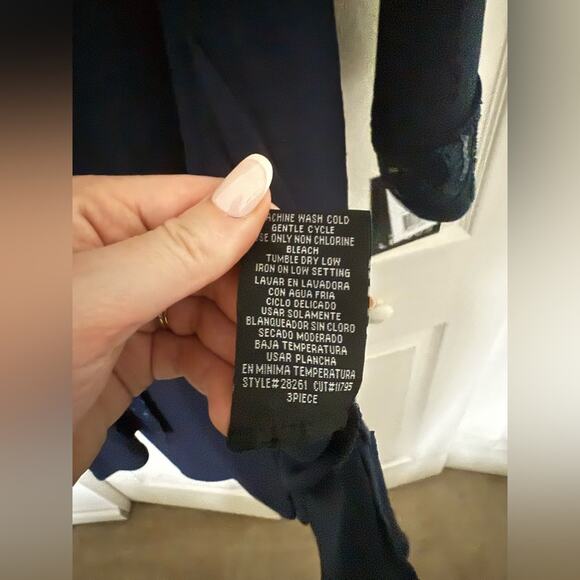 MACHINE WASH COLD
GENTLE CYCLE
USE ONLY NON CHLORINE
BLEACH
TUMBLE DRY LOW
IRON ON LOW SETTING
LAVAR EN LAVADORA
CON AGUA FRIA
CICLO DELICADO
USAR SOLAMENTE
BLANQUEADOR SIN CLORO
SECADO MODERADO
BAJA TEMPERATURA
USAR PLANCHA
EN MINIMA TEMPERATURA
STYLE#28261 CUT#11795
3PIECE